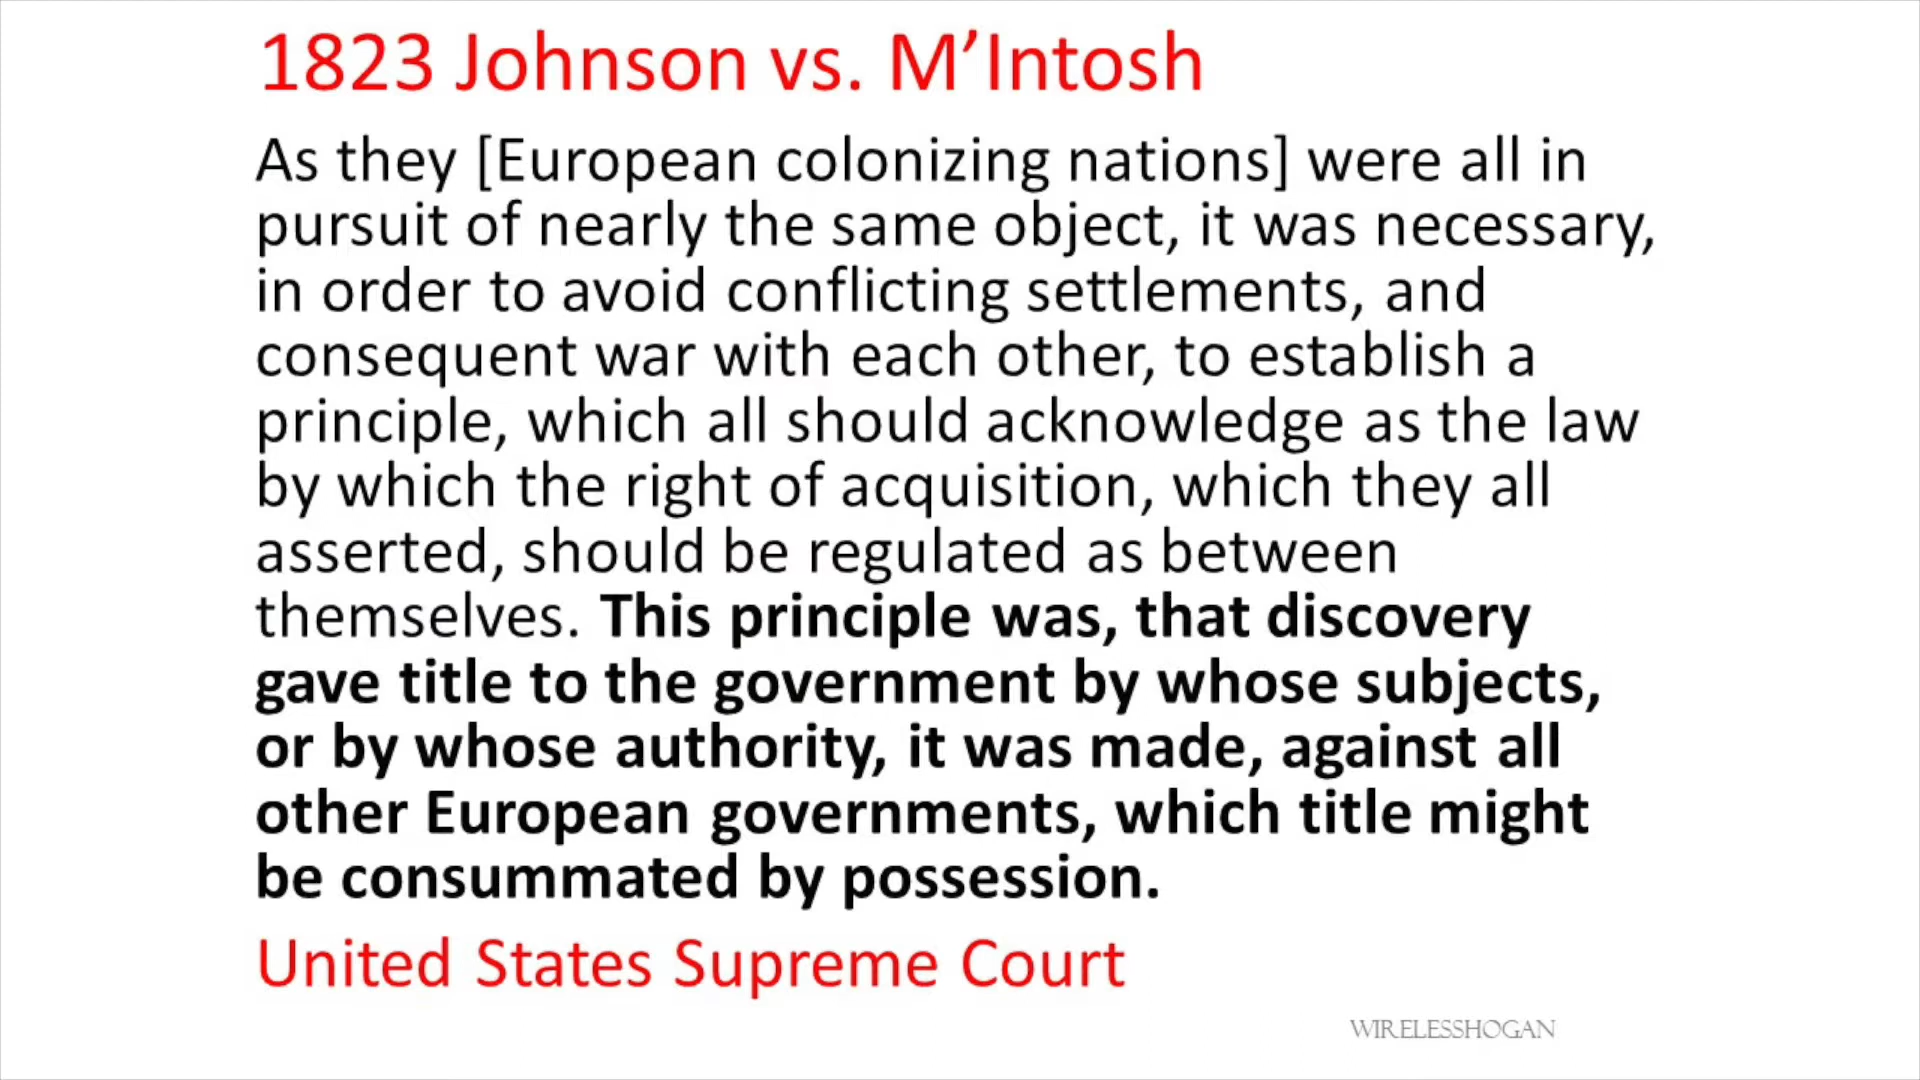 1823 Johnson vs. M’Intosh
As they [European colonizing nations] were all in
pursuit of nearly the same object, it was necessary,
in order to avoid conflicting settlements, and
consequent war with each other, to establish a
principle, which all should acknowledge as the law
by which the right of acquisition, which they all
asserted, should be regulated as between
themselves. This principle was, that discovery
gave title to the government by whose subjects,
or by whose authority, it was made, against all
other European governments, which title might
be consummated by possession.
United States Supreme Court
WIRELESSHOGAN